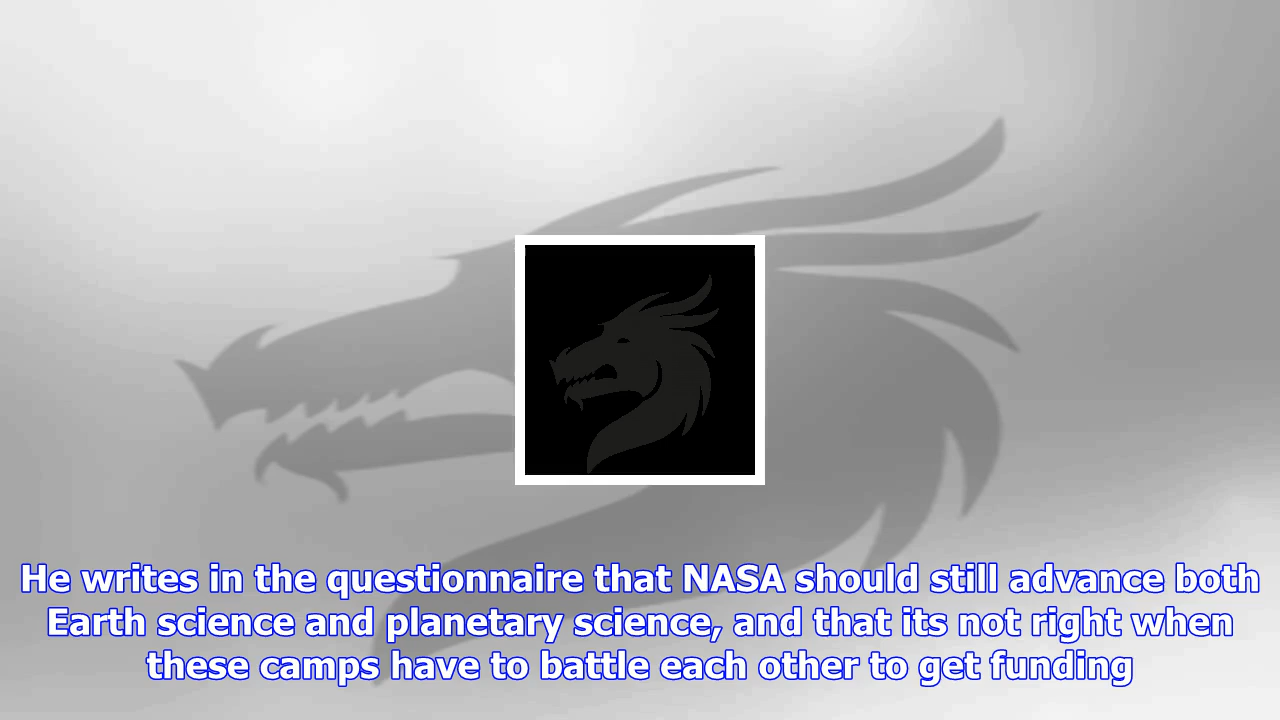 He writes in the questionnaire that NASA should still advance both
Earth science and planetary science, and that its not right when
these camps have to battle each other to get funding